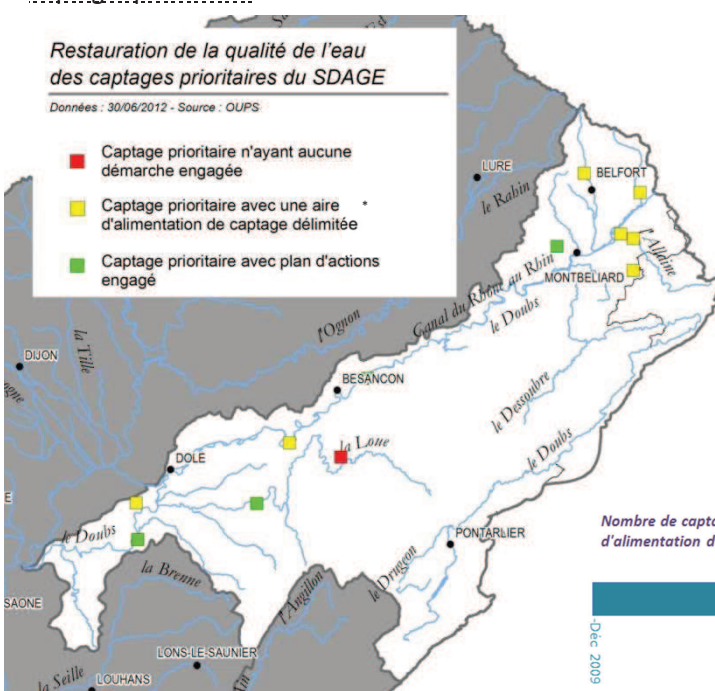 Restauration de la qualité de l'eau
des captages prioritaires du SDAGE
Données : 30/06/2012 - Source : OUPS
Captage prioritaire n'ayant aucune
démarche engagée
Captage prioritaire avec une aire *
d'alimentation de captage délimitée
Captage prioritaire avec plan d'actions
engagé
LURE
BELFORT
le Rahin
l'Allaine
MONTBELIARD
Canal du Rhône au Rhin
le Doubs
l'Ognon
la Tille
DIJON
BESANCON
le Dessoubre
le Doubs
la Loue
DOLE
PONTARLIER
le Doubs
le Drugeon
la Brenne
l'Angillon
SAONE
LONS-LE-SAUNIER
la Seille
LOUHANS
Ain
Nombre de capta
d'alimentation d
-Déc 2009